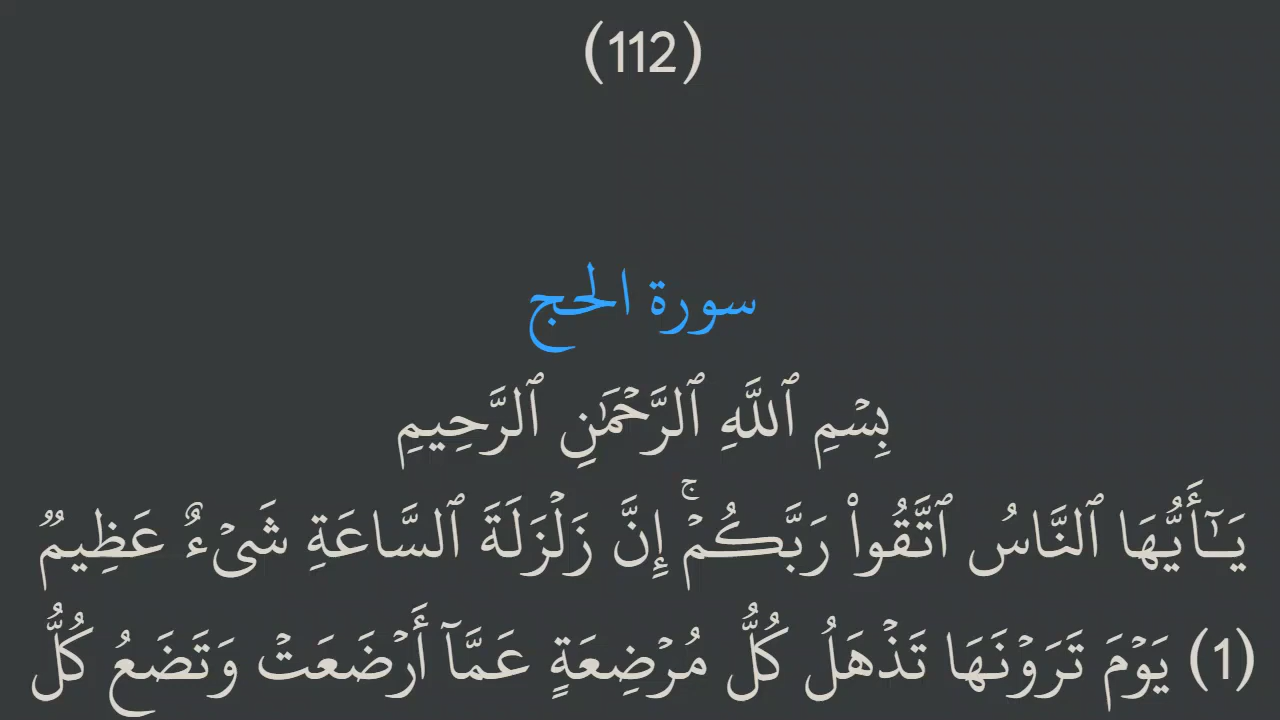 (112)
سورة الحج
بِسۡمِ ٱللَّهِ ٱلرَّحۡمَٰنِ ٱلرَّحِيمِ
يَـٰٓأَيُّهَا ٱلنَّاسُ ٱتَّقُواْ رَبَّكُمۡۚ إِنَّ زَلۡزَلَةَ ٱلسَّاعَةِ شَيۡءٌ عَظِيمٞ
(1) يَوۡمَ تَرَوۡنَهَا تَذۡهَلُ كُلُّ مُرۡضِعَةٍ عَمَّآ أَرۡضَعَتۡ وَتَضَعُ كُلُّ